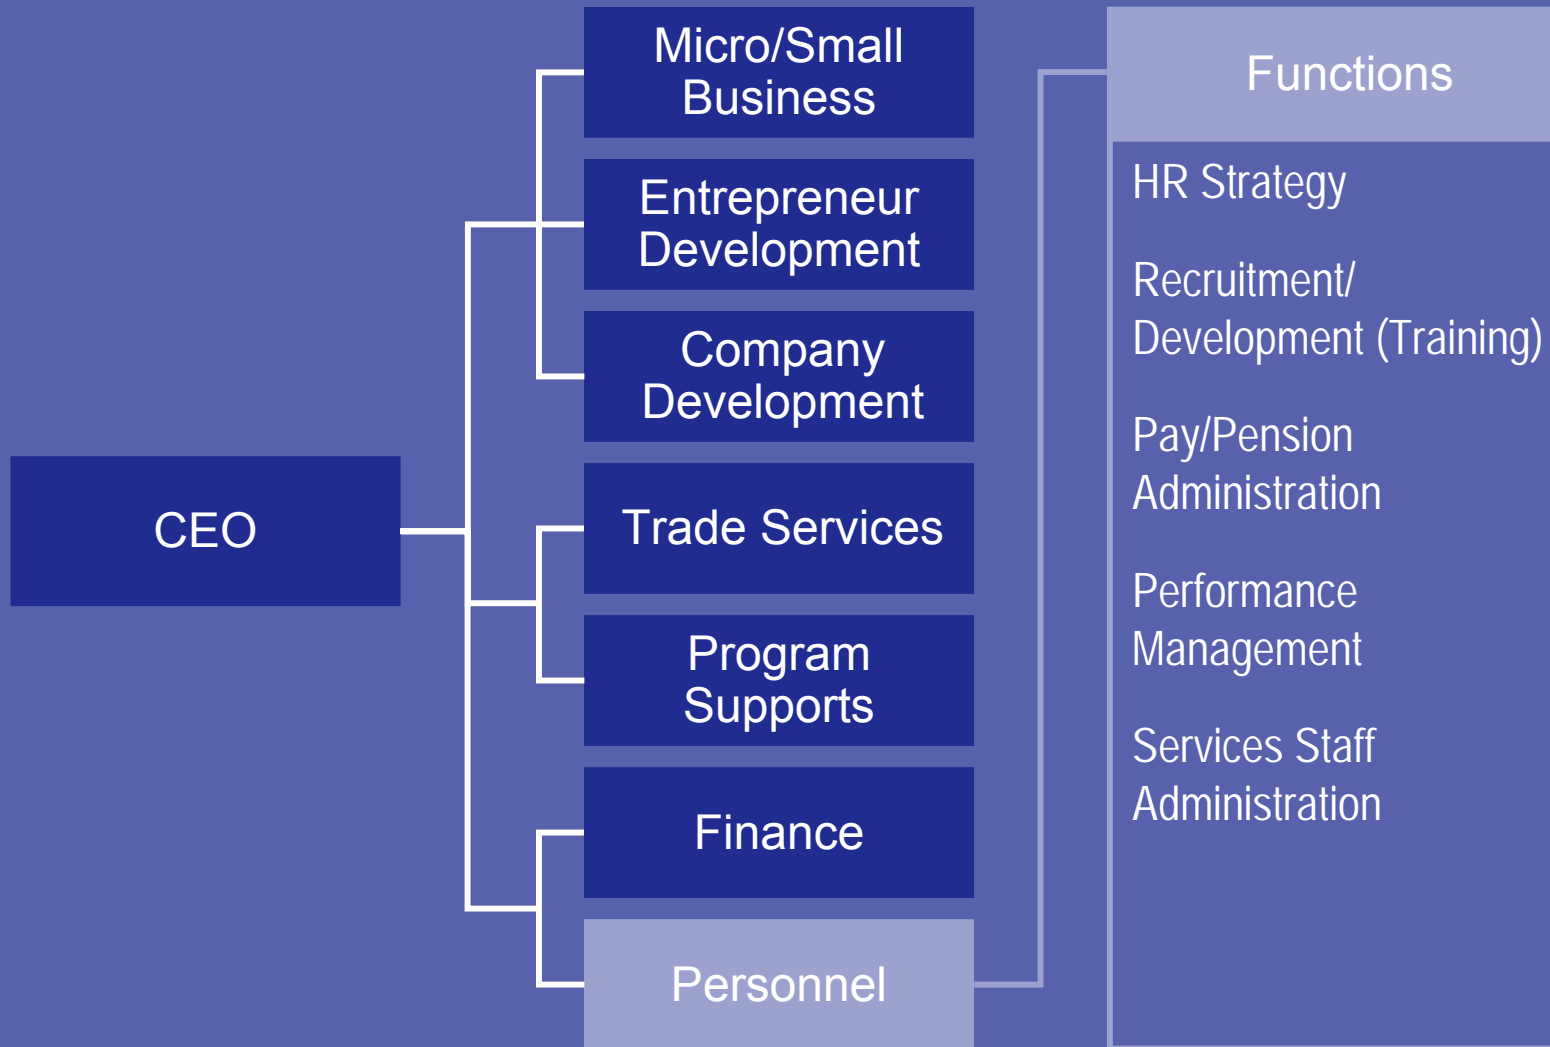 CEO
Micro/Small
Business
Entrepreneur
Development
Company
Development
Trade Services
Program
Supports
Finance
Personnel
Functions
HR Strategy
Recruitment/
Development (Training)
Pay/Pension
Administration
Performance
Management
Services Staff
Administration